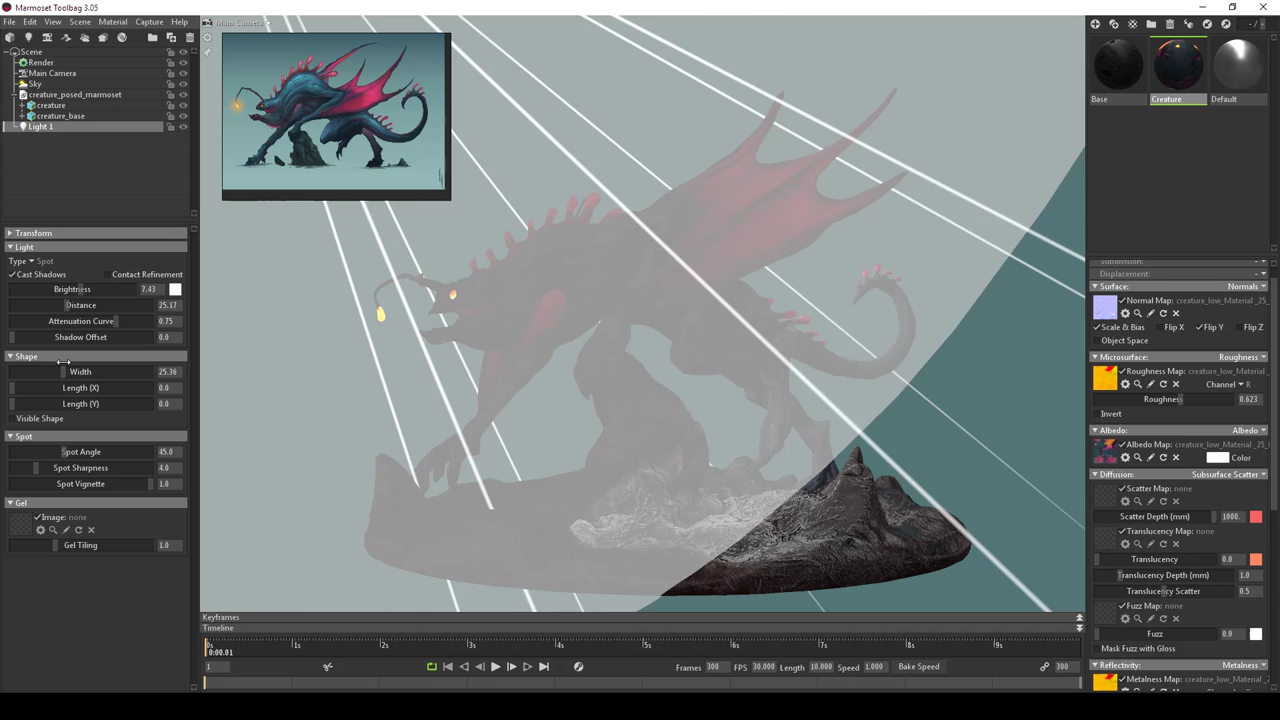 Marmoset Toolbag 3.05
File Edit View Scene Material Capture Help
Main Camera
Scene
Render
Main Camera
Sky
creature_posed_marmoset
creature
creature_base
Light 1
Transform
Light
Type Spot
Cast Shadows Contact Refinement
Brightness 7.43
Distance 25.17
Attenuation Curve 0.75
Shadow Offset 0.0
Shape
Width 25.36
Length (X) 0.0
Length (Y) 0.0
Visible Shape
Spot
Spot Angle 45.0
Spot Sharpness 4.0
Spot Vignette 1.0
Gel
Image: none
Gel Tiling 1.0
Keyframes
Timeline
0s 1s 2s 3s 4s 5s 6s 7s 8s 9s
0:00.01
1 Frames 300 FPS 30.000 Length 10.000 Speed 1.000 Bake Speed 300
- / -
Base Creature Default
Subdivision: -
Displacement: -
Surface: Normals
Normal Map: creature_low_Material_25_
Scale & Bias Flip X Flip Y Flip Z
Object Space
Microsurface: Roughness
Roughness Map: creature_low_Material_
Channel R
Roughness 0.623
Invert
Albedo: Albedo
Albedo Map: creature_low_Material_25_
Color
Diffusion: Subsurface Scatter
Scatter Map: none
Scatter Depth (mm) 1000.
Translucency Map: none
Translucency 0.0
Translucency Depth (mm) 1.0
Translucency Scatter 0.5
Fuzz Map: none
Fuzz 0.0
Mask Fuzz with Gloss
Reflectivity: Metalness
Metalness Map: creature_low_Material_